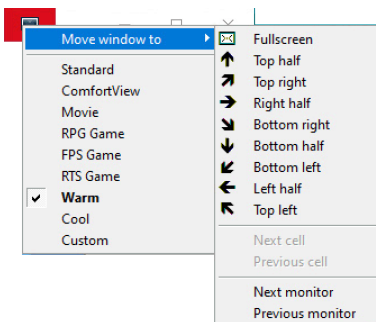 Move window to
Standard
ComfortView
Movie
RPG Game
FPS Game
RTS Game
Warm
Cool
Custom
Fullscreen
Top half
Top right
Right half
Bottom right
Bottom half
Bottom left
Left half
Top left
Next cell
Previous cell
Next monitor
Previous monitor